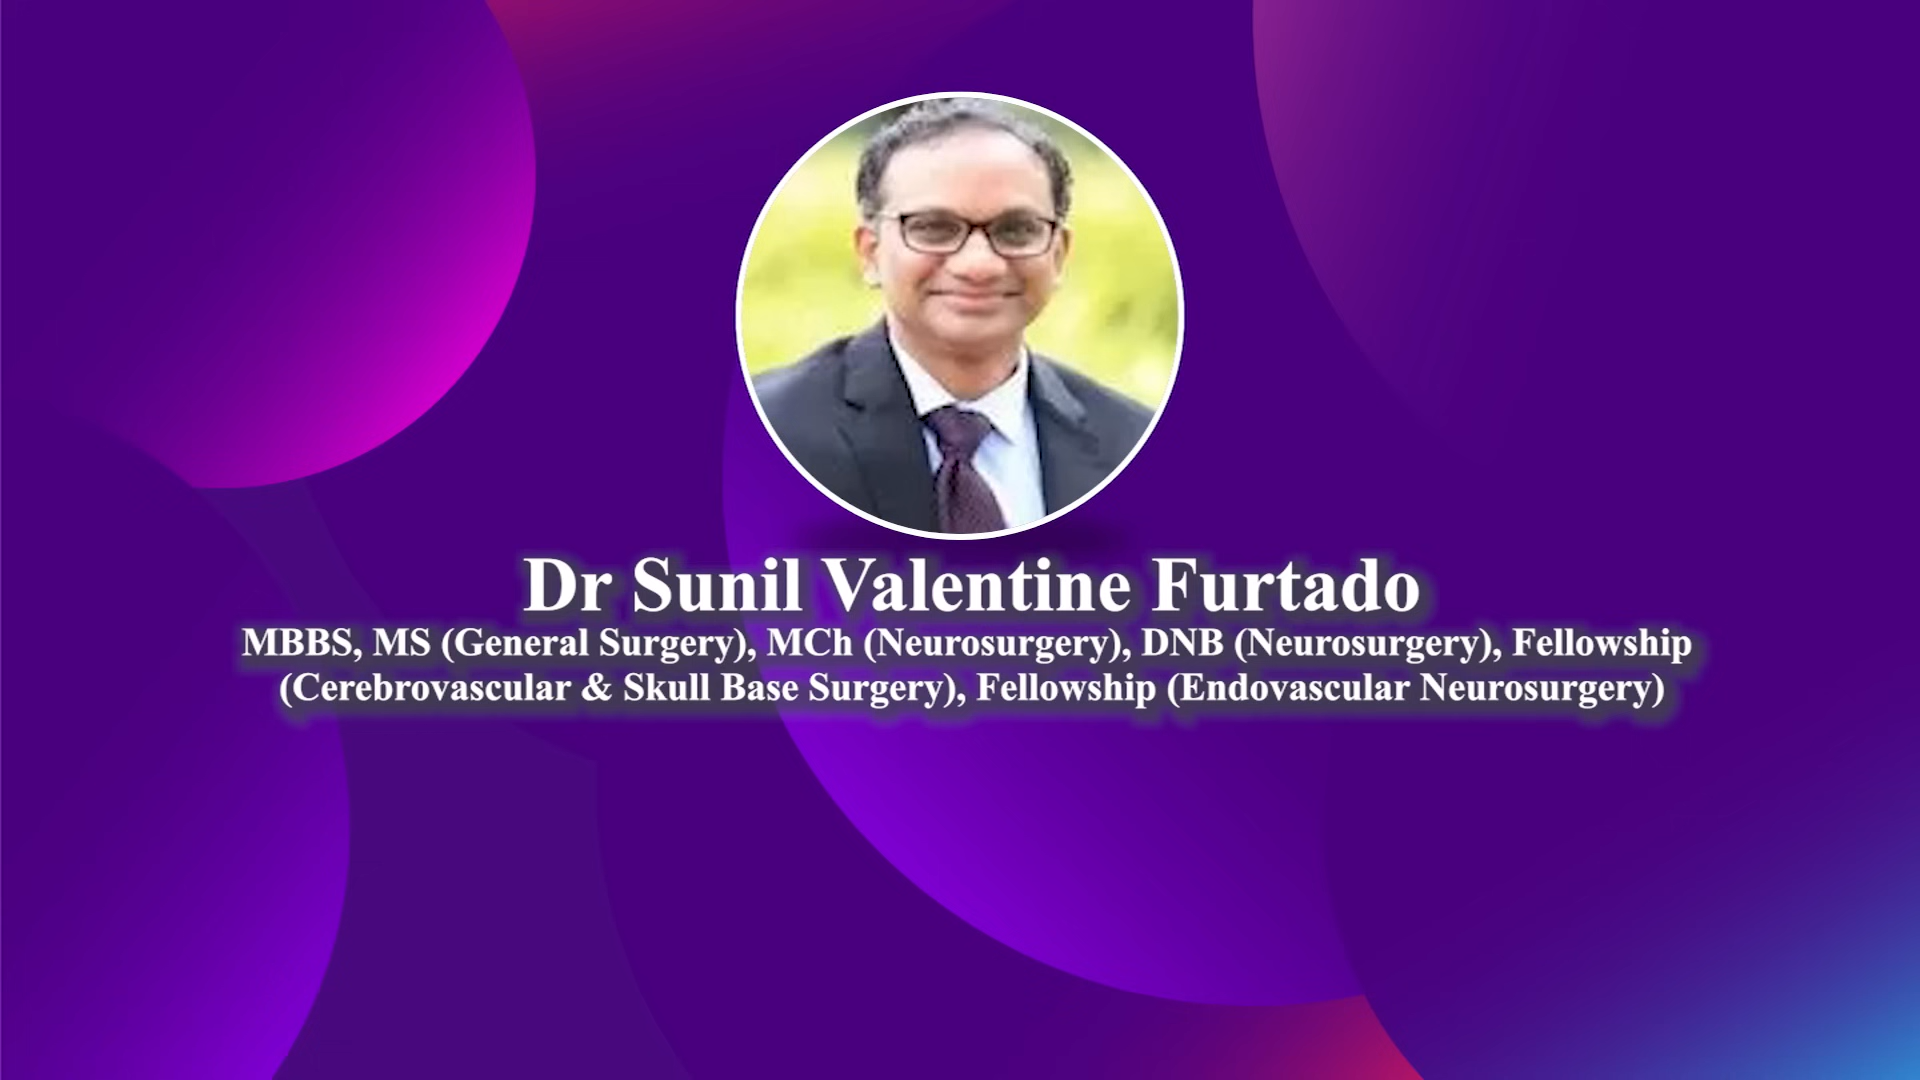 Dr Sunil Valentine Furtado
MBBS, MS (General Surgery), MCh (Neurosurgery), DNB (Neurosurgery), Fellowship
(Cerebrovascular & Skull Base Surgery), Fellowship (Endovascular Neurosurgery)